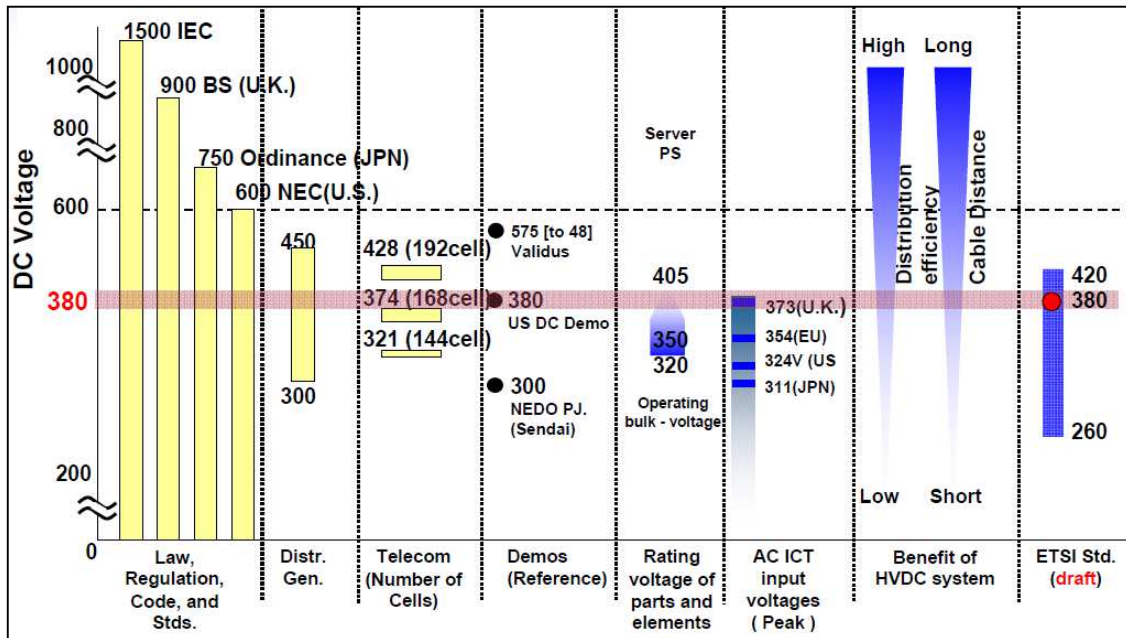 DC Voltage
1000
800
600
380
200
0
1500 IEC
900 BS (U.K.)
750 Ordinance (JPN)
600 NEC(U.S.)
Law,
Regulation,
Code, and
Stds.
450
300
Distr.
Gen.
428 (192cell)
374 (168cell)
321 (144cell)
Telecom
(Number of
Cells)
575 [to 48]
Validus
380
US DC Demo
300
NEDO PJ.
(Sendai)
Demos
(Reference)
Server
PS
405
350
320
Operating
bulk - voltage
Rating
voltage of
parts and
elements
373(U.K.)
354(EU)
324V (US
311(JPN)
AC ICT
input
voltages
( Peak )
High
Long
Distribution
efficiency
Cable Distance
Low
Short
Benefit of
HVDC system
420
380
260
ETSI Std.
(draft)